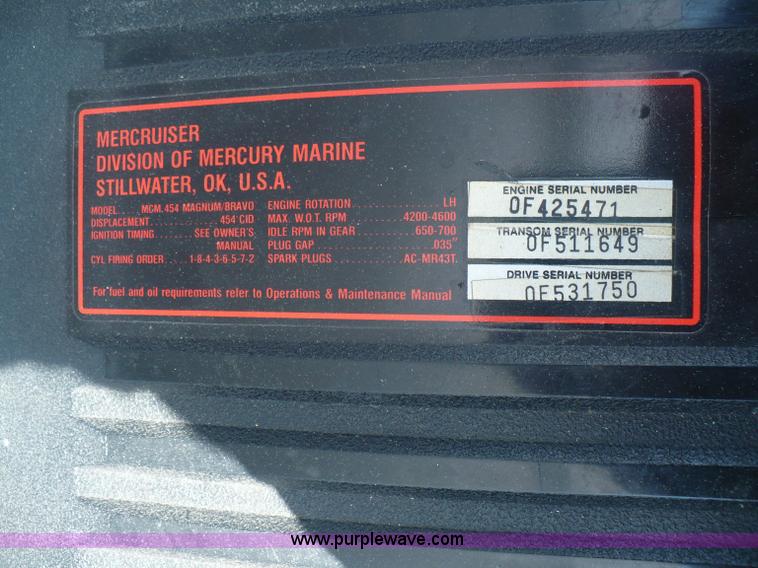 MERCRUISER
DIVISION OF MERCURY MARINE
STILLWATER, OK, U.S.A.
MODEL.....MCM.454 MAGNUM/BRAVO
DISPLACEMENT................454 CID
IGNITION TIMING.......SEE OWNER'S
MANUAL
CYL FIRING ORDER.....1-8-4-3-6-5-7-2
ENGINE ROTATION....................LH
MAX. W.O.T. RPM..........4200-4600
IDLE RPM IN GEAR...........650-700
PLUG GAP.........................035"
SPARK PLUGS..............AC-MR43T.
For fuel and oil requirements refer to Operations & Maintenance Manual
ENGINE SERIAL NUMBER
0F425471
TRANSOM SERIAL NUMBER
0F511649
DRIVE SERIAL NUMBER
0F531750
www.purplewave.com